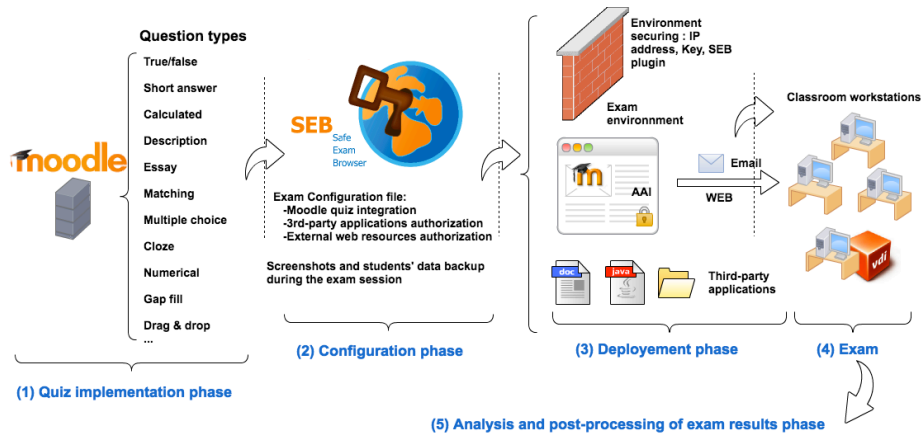 moodle
Question types
True/false
Short answer
Calculated
Description
Essay
Matching
Multiple choice
Cloze
Numerical
Gap fill
Drag & drop
...
(1) Quiz implementation phase
SEB
Safe
Exam
Browser
Exam Configuration file:
-Moodle quiz integration
-3rd-party applications authorization
-External web resources authorization
Screenshots and students' data backup
during the exam session
(2) Configuration phase
Environment
securing : IP
address, Key, SEB
plugin
Exam
environnment
m
AAI
Email
WEB
doc
java
Third-party
applications
(3) Deployement phase
Classroom workstations
vdi
(4) Exam
(5) Analysis and post-processing of exam results phase